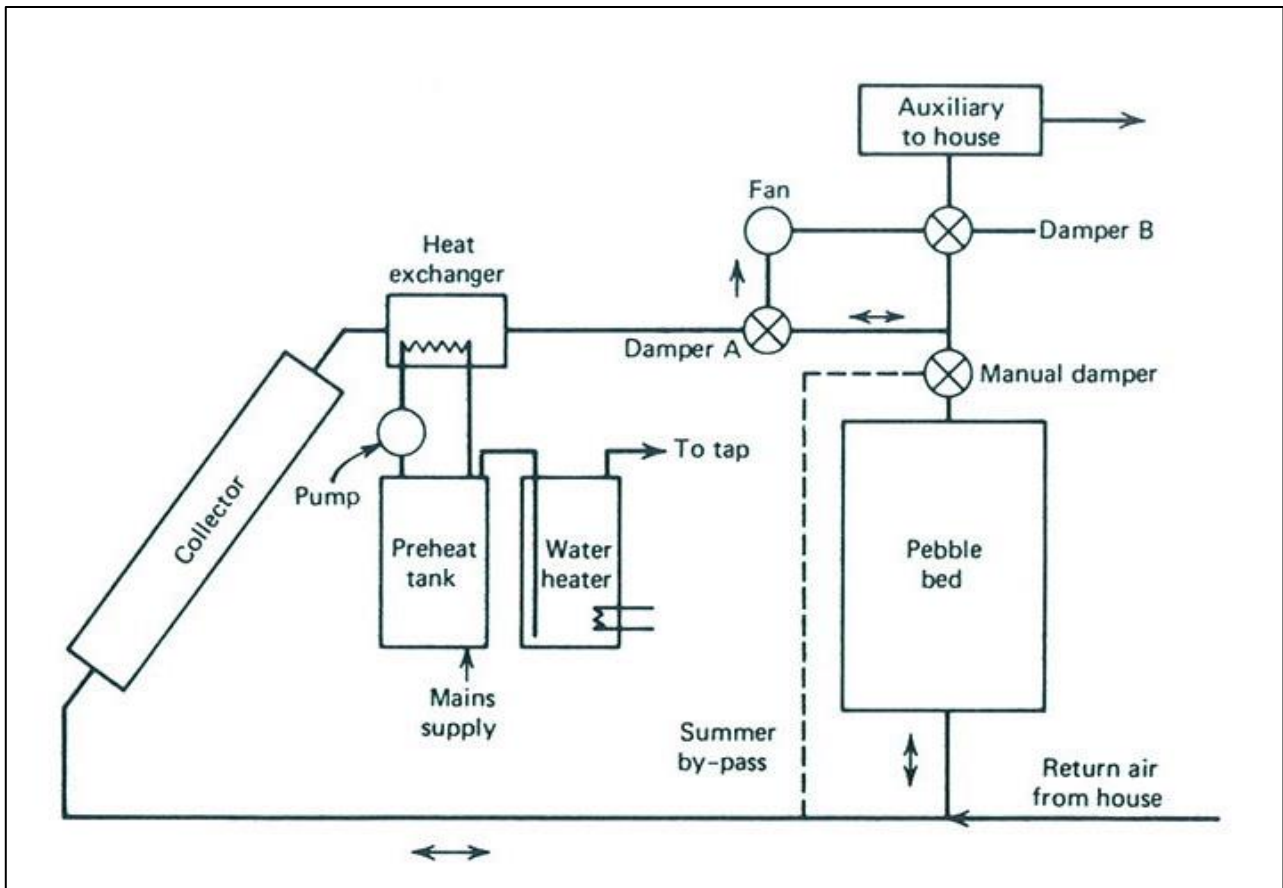 Auxiliary
to house
Fan
Damper B
Heat
exchanger
Damper A
Manual damper
To tap
Pump
Collector
Preheat
tank
Water
heater
Pebble
bed
Mains
supply
Summer
by-pass
Return air
from house